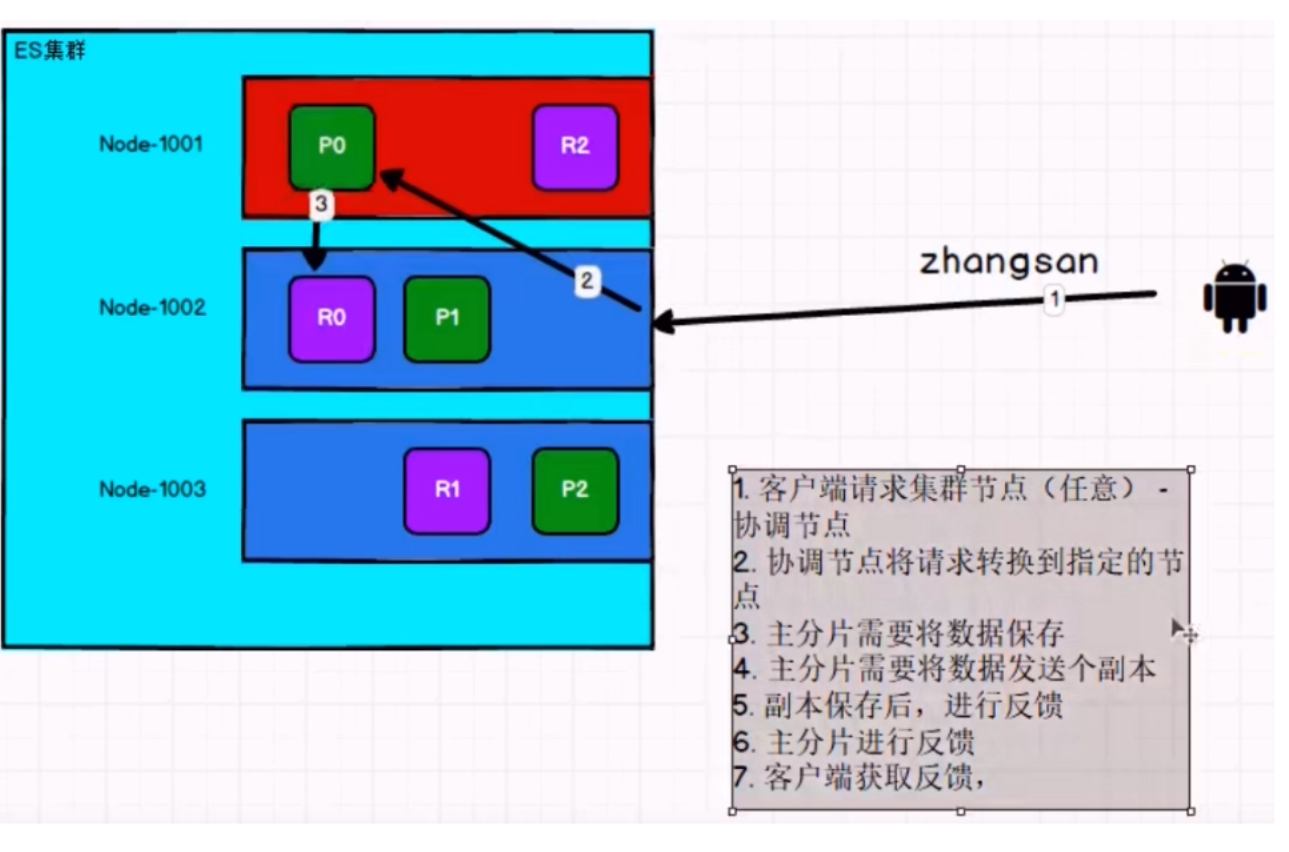 ES集群
Node-1001
P0
R2
3
2
Node-1002
R0
P1
zhangsan
1
Node-1003
R1
P2
1. 客户端请求集群节点（任意） -
协调节点
2. 协调节点将请求转换到指定的节
点
3. 主分片需要将数据保存
4. 主分片需要将数据发送个副本
5. 副本保存后，进行反馈
6. 主分片进行反馈
7. 客户端获取反馈，